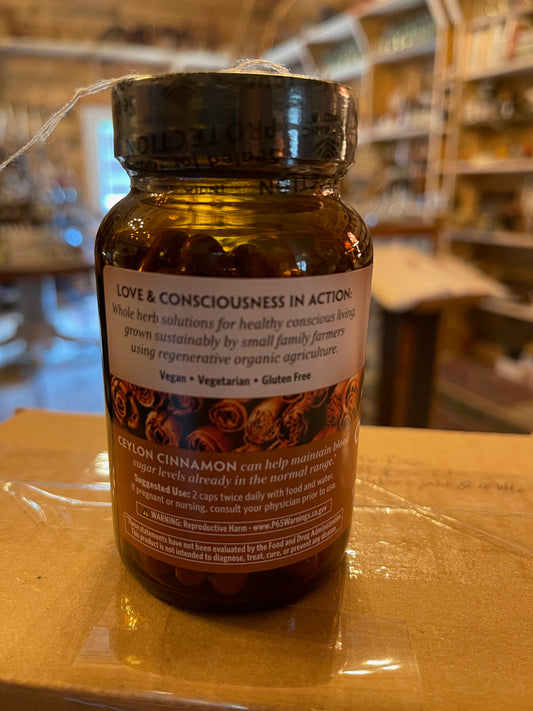 PROTECTION
LOVE & CONSCIOUSNESS IN ACTION:
Whole herb solutions for healthy conscious living,
grown sustainably by small family farmers
using regenerative organic agriculture.
Vegan • Vegetarian • Gluten Free
CEYLON CINNAMON can help maintain blood
sugar levels already in the normal range.*
Suggested Use: 2 caps twice daily with food and water.
If pregnant or nursing, consult your physician prior to use.
WARNING: Reproductive Harm • www.P65Warnings.ca.gov
*These statements have not been evaluated by the Food and Drug Administration.
This product is not intended to diagnose, treat, cure, or prevent any disease.